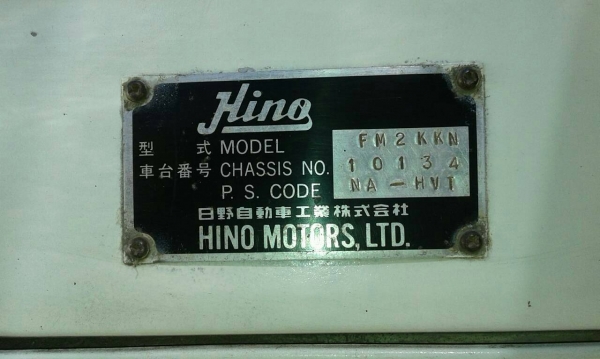 Hino
型 式 MODEL FM2KKN
車台番号 CHASSIS NO. 10134
P. S. CODE NA-HVT
日野自動車工業株式会社
HINO MOTORS, LTD.